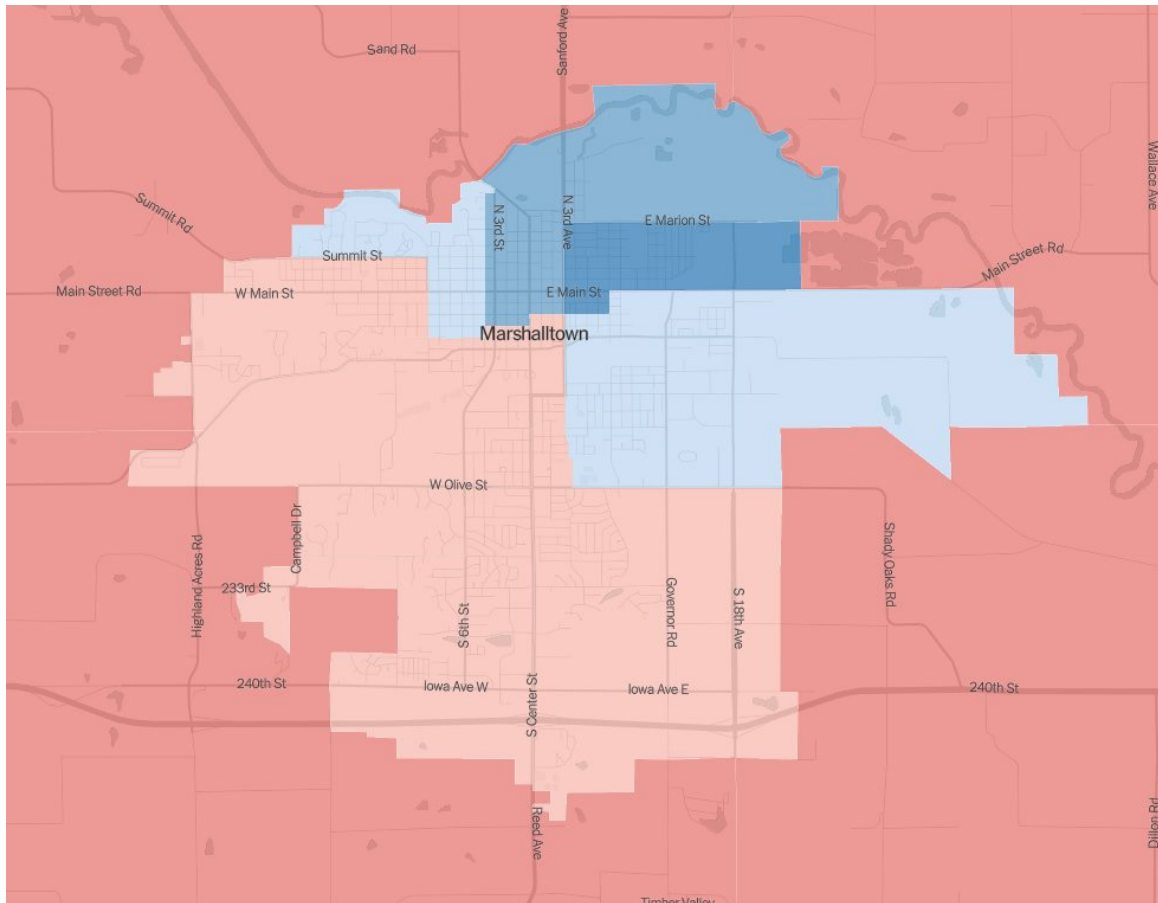 Sand Rd
Sanford Ave
Wallace Ave
Summit Rd
N 3rd St
N 3rd Ave
E Marion St
Summit St
Main Street Rd
Main Street Rd
W Main St
E Main St
Marshalltown
W Olive St
Highland Acres Rd
Campbell Dr
Shady Oaks Rd
233rd St
S 6th St
Governor Rd
S 18th Ave
240th St
Iowa Ave W
S Center St
Iowa Ave E
240th St
Reed Ave
Dillon Rd
Timber Valley